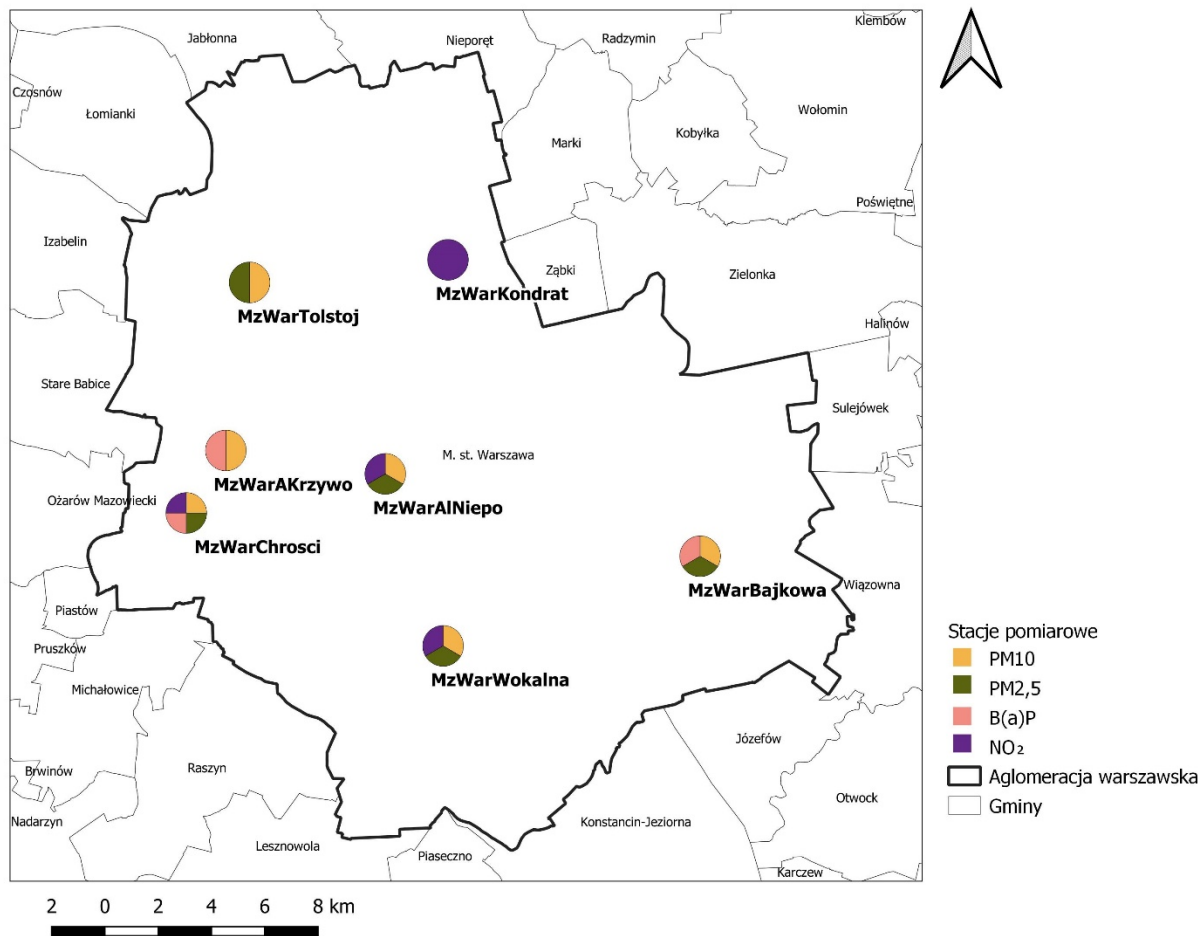 Klembów
Jabłonna
Nieporęt
Radzymin
Czosnów
Łomianki
Wołomin
Marki
Kobyłka
Poświętne
Izabelin
Ząbki
Zielonka
MzWarKondrat
MzWarTolstoj
Halinów
Stare Babice
Sulejówek
M. st. Warszawa
MzWarAKrzywo
Ożarów Mazowiecki
MzWarAlNiepo
MzWarChrosci
Wiązowna
MzWarBajkowa
Piastów
Pruszków
MzWarWokalna
Michałowice
Józefów
Brwinów
Raszyn
Otwock
Nadarzyn
Konstancin-Jeziorna
Lesznowola
Piaseczno
Karczew
Stacje pomiarowe
PM10
PM2,5
B(a)P
NO₂
Aglomeracja warszawska
Gminy
2 0 2 4 6 8 km